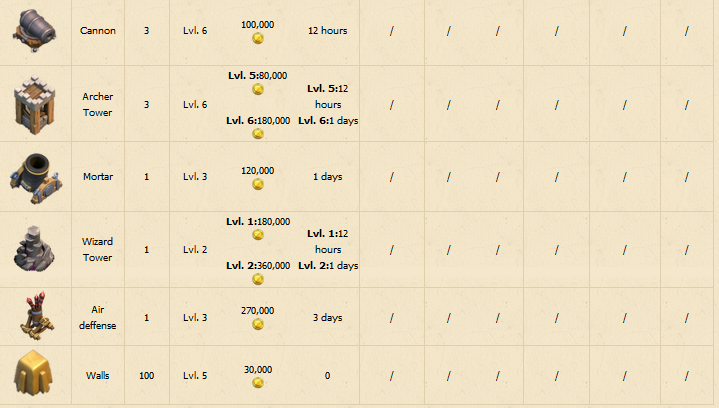 Cannon 3 Lvl. 6 100,000 12 hours / / / / / / /
Lvl. 5:80,000
Archer Tower 3 Lvl. 6 Lvl. 5:12 hours
Lvl. 6:180,000 Lvl. 6:1 days / / / / / / /
Mortar 1 Lvl. 3 120,000 1 days / / / / / / /
Lvl. 1:180,000
Wizard Tower 1 Lvl. 2 Lvl. 1:12 hours
Lvl. 2:360,000 Lvl. 2:1 days / / / / / / /
Air deffense 1 Lvl. 3 270,000 3 days / / / / / / /
Walls 100 Lvl. 5 30,000 0 / / / / / / /